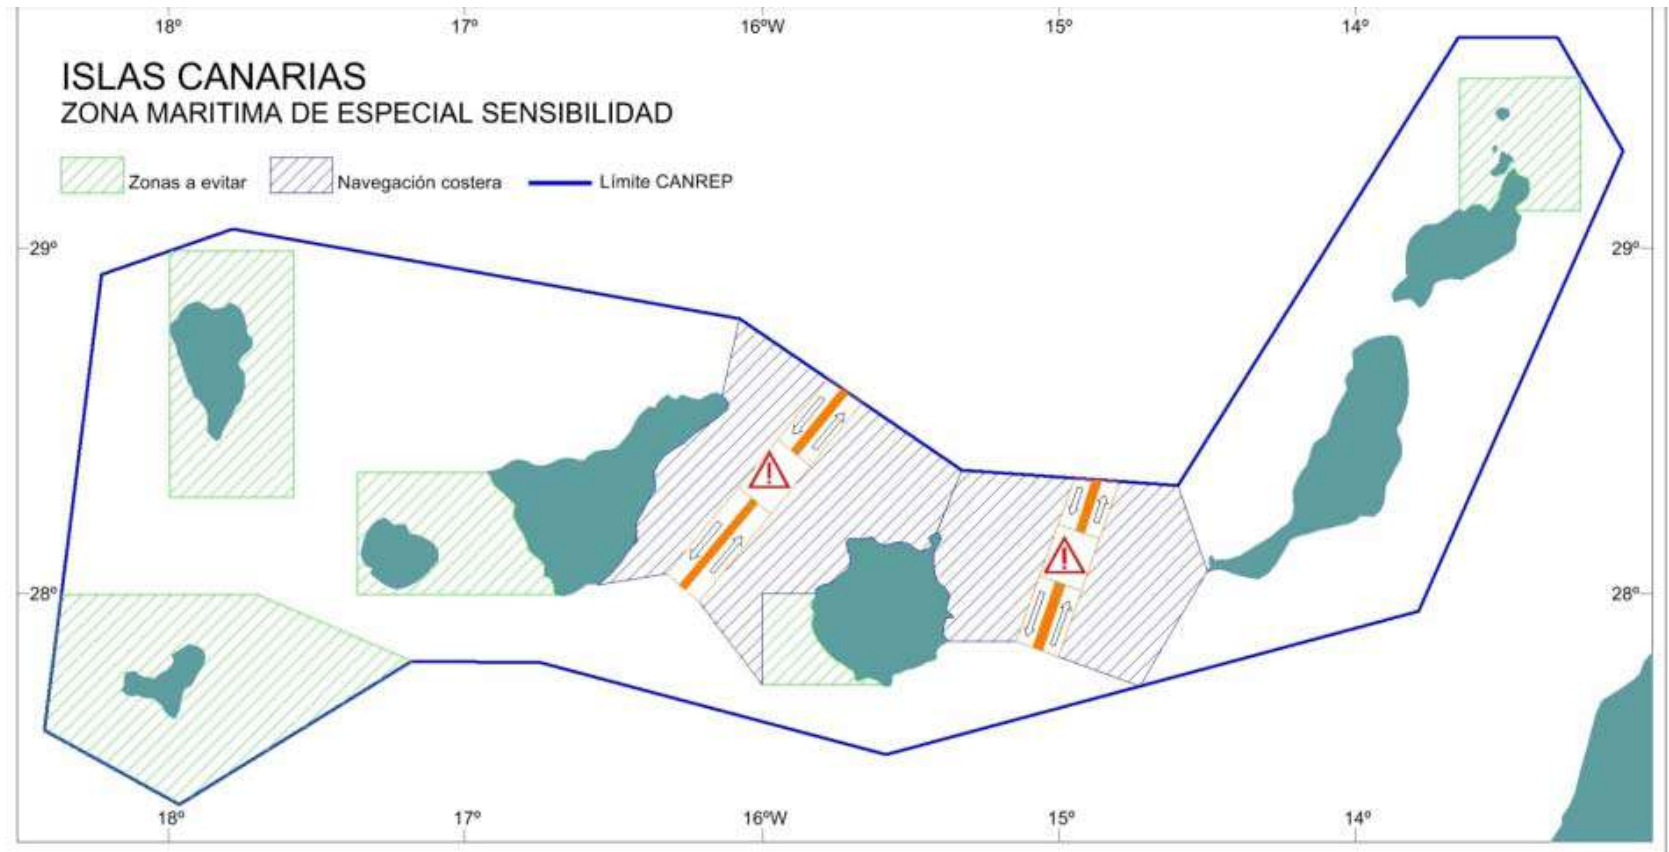 18º 17º 16ºW 15º 14º
ISLAS CANARIAS
ZONA MARITIMA DE ESPECIAL SENSIBILIDAD
Zonas a evitar Navegación costera Límite CANREP
29º 29º
28º 28º
18º 17º 16ºW 15º 14º